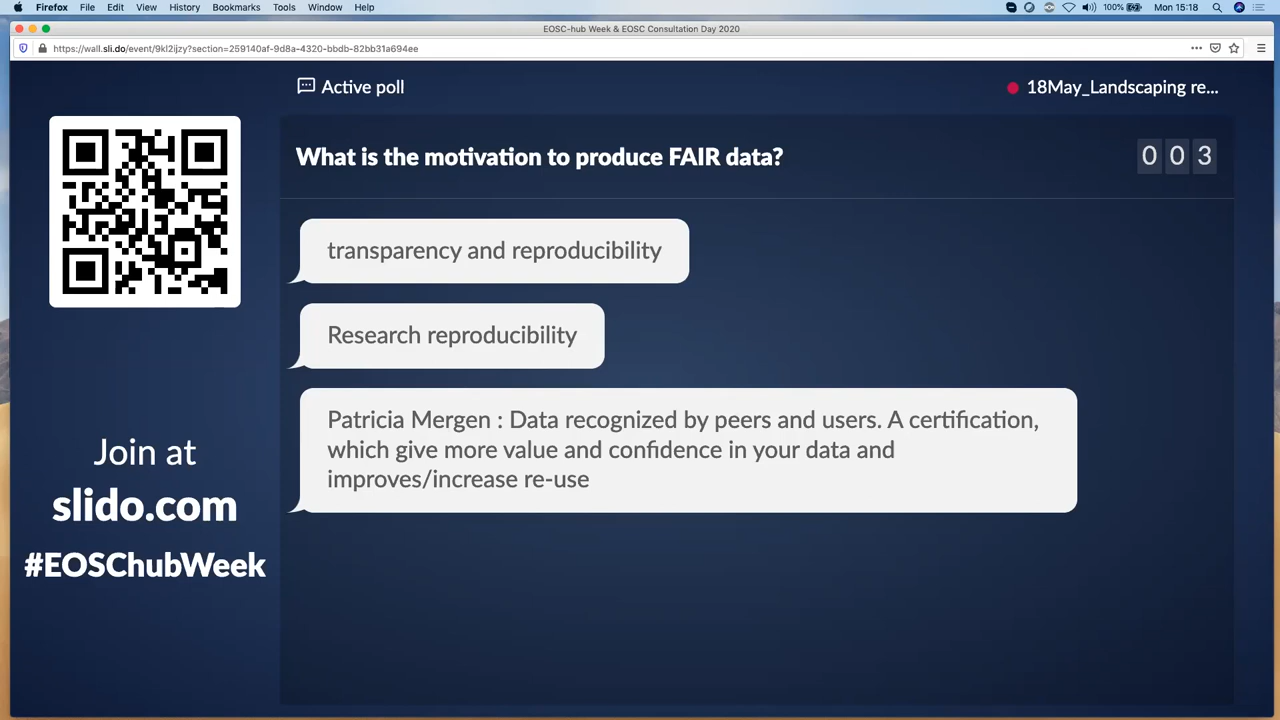 Firefox File Edit View History Bookmarks Tools Window Help 100% Mon 15:18
EOSC-hub Week & EOSC Consultation Day 2020
https://wall.sli.do/event/9kl2ijzy?section=259140af-9d8a-4320-bbdb-82bb31a694ee
Active poll
18May_Landscaping re...
What is the motivation to produce FAIR data?
003
transparency and reproducibility
Research reproducibility
Patricia Mergen : Data recognized by peers and users. A certification,
which give more value and confidence in your data and
improves/increase re-use
Join at
slido.com
#EOSChubWeek